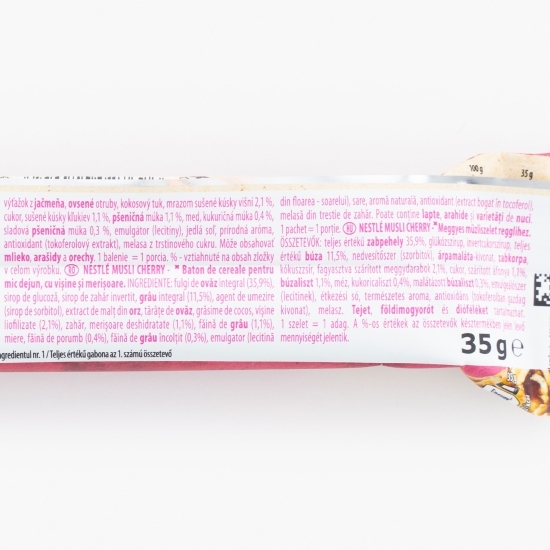 výťažok z jačmeňa, ovsené otruby, kokosový tuk, mrazom sušené kúsky višní 2,1 %,
cukor, sušené kúsky kľukiev 1,1 %, pšeničná múka 1,1 %, med, kukuričná múka 0,4 %,
sladová pšeničná múka 0,3 %, emulgátor (lecitíny), jedlá soľ, prírodná aróma,
antioxidant (tokoferolový extrakt), melasa z trstinového cukru. Môže obsahovať
mlieko, arašidy a orechy. 1 balenie = 1 porcia. % - vztiahnuté na obsah zložky
v celom výrobku. RO NESTLÉ MUSLI CHERRY - Baton de cereale pentru
mic dejun, cu vișine și merișoare. INGREDIENTE: fulgi de ovăz integral (35,9%),
sirop de glucoză, sirop de zahăr invertit, grâu integral (11,5%), agent de umezire
(sirop de sorbitol), extract de malț din orz, tărâțe de ovăz, grăsime de cocos, vișine
liofilizate (2,1%), zahăr, merișoare deshidratate (1,1%), făină de grâu (1,1%),
miere, făină de porumb (0,4%), făină de grâu încolțit (0,3%), emulgator (lecitină
ingredientul nr. 1 / Teljes értékű gabona az 1. számú összetevő
din floarea - soarelui), sare, aromă naturală, antioxidant (extract bogat în tocoferol),
melasă din trestie de zahăr. Poate conține lapte, arahide și varietăți de nuci.
1 pachet = 1 porție. HU NESTLÉ MUSLI CHERRY - Meggyes müzliszelet reggelihez.
ÖSSZETEVŐK: teljes értékű zabpehely 35,9%, glükózszirup, invertcukorszirup, teljes
értékű búza 11,5%, nedvesítőszer (szorbitol), árpamaláta-kivonat, zabkorpa,
kókuszzsír, fagyasztva szárított meggydarabok 2,1%, cukor, szárított áfonya 1,1%,
búzaliszt 1,1%, méz, kukoricaliszt 0,4%, malátázott búzaliszt 0,3%, emulgeálószer
(lecitinek), étkezési só, természetes aroma, antioxidáns (tokoferolban gazdag
kivonat), melasz. Tejet, földimogyorót és dióféléket tartalmazhat.
1 szelet = 1 adag. A %-os értékek az összetevők késztermékben jelen levő
mennyiségét jelentik.
35 g e
100 g
35 g